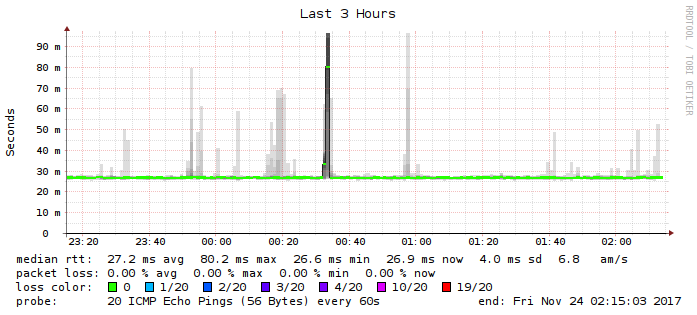 Last 3 Hours
RRDTOOL / TOBI OETIKER
Seconds
90 m
80 m
70 m
60 m
50 m
40 m
30 m
20 m
10 m
0
23:20 23:40 00:00 00:20 00:40 01:00 01:20 01:40 02:00
median rtt: 27.2 ms avg 80.2 ms max 26.6 ms min 26.9 ms now 4.0 ms sd 6.8 am/s
packet loss: 0.00 % avg 0.00 % max 0.00 % min 0.00 % now
loss color: 0 1/20 2/20 3/20 4/20 10/20 19/20
probe: 20 ICMP Echo Pings (56 Bytes) every 60s end: Fri Nov 24 02:15:03 2017